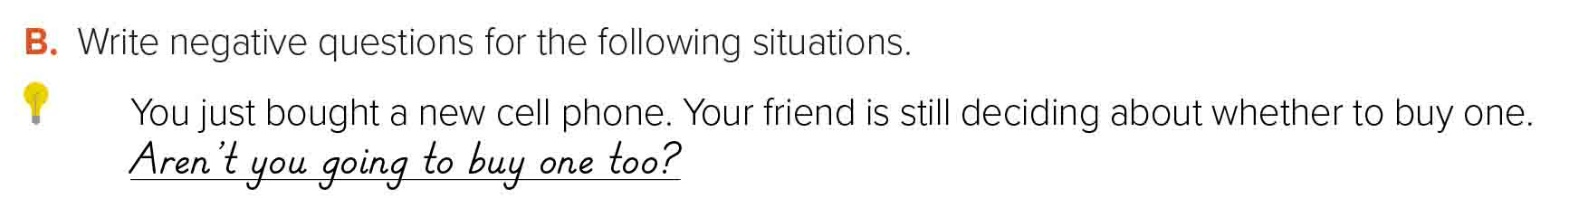 B. Write negative questions for the following situations.
You just bought a new cell phone. Your friend is still deciding about whether to buy one.
Aren't you going to buy one too?